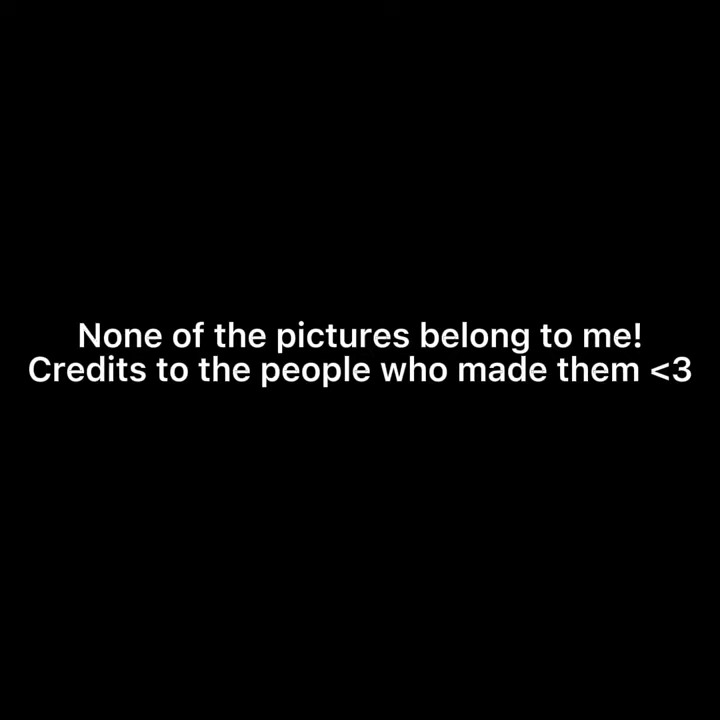 None of the pictures belong to me!
Credits to the people who made them <3